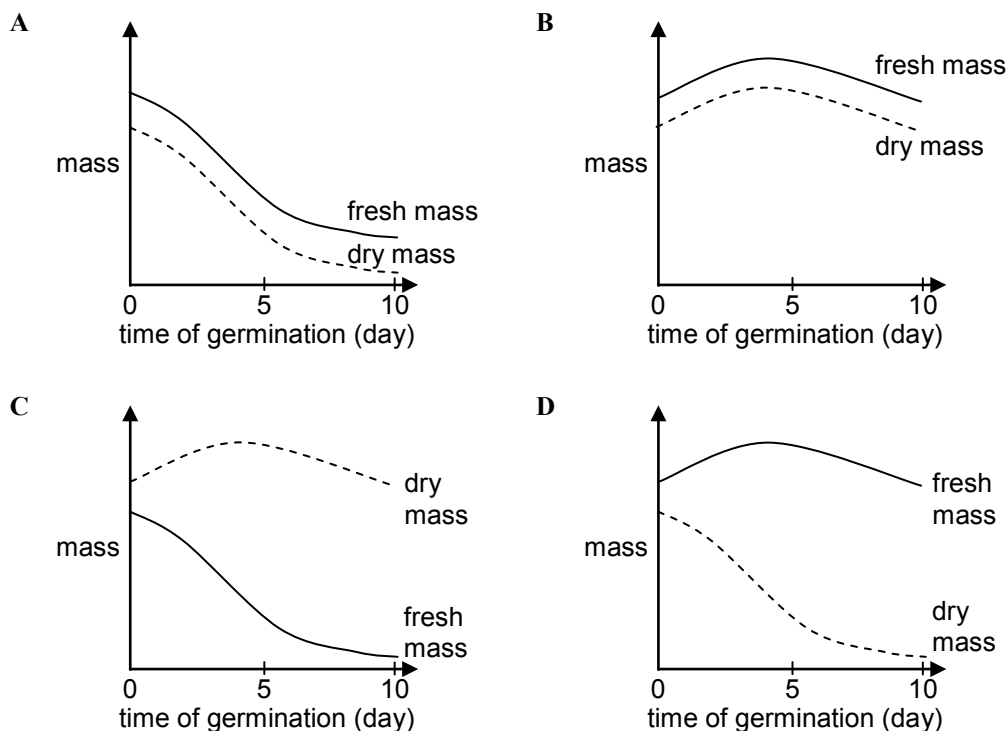 A
mass
fresh mass
dry mass
0 5 10
time of germination (day)
B
mass
fresh mass
dry mass
0 5 10
time of germination (day)
C
mass
dry
mass
fresh
mass
0 5 10
time of germination (day)
D
mass
fresh
mass
dry
mass
0 5 10
time of germination (day)